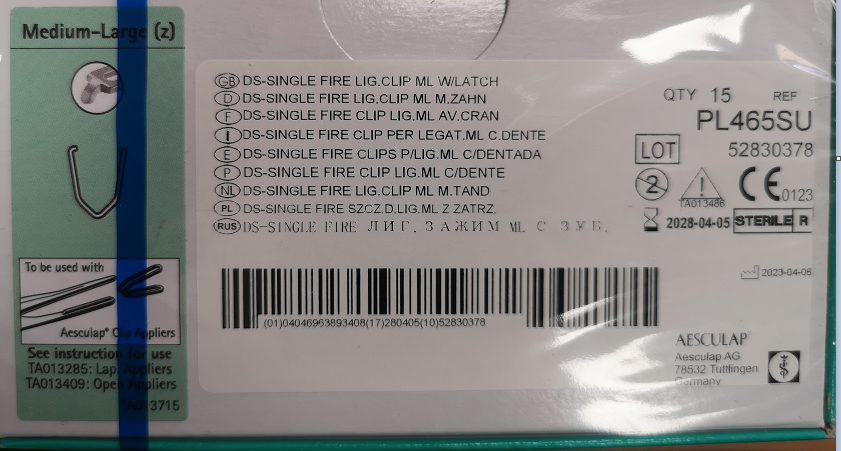 Medium-Large (z)
GB DS-SINGLE FIRE LIG.CLIP ML W/LATCH
D DS-SINGLE FIRE LIG.CLIP ML M.ZAHN
F DS-SINGLE FIRE CLIP LIG.ML AV.CRAN
I DS-SINGLE FIRE CLIP PER LEGAT.ML C.DENTE
E DS-SINGLE FIRE CLIPS P/LIG.ML C/DENTADA
P DS-SINGLE FIRE CLIP LIG.ML C/DENTE
NL DS-SINGLE FIRE LIG.CLIP ML M.TAND
PL DS-SINGLE FIRE SZCZ.D.LIG.ML Z ZATRZ.
RUS DS-SINGLE FIRE ЛИГ.ЗАЖИМ ML С ЗУБ.
QTY 15 REF
PL465SU
LOT 52830378
2 TA013486 CE 0123
2028-04-05 STERILE R
2023-04-06
(01)04046963893408(17)280405(10)52830378
AESCULAP
Aesculap AG
78532 Tuttlingen
Germany
To be used with
Aesculap® Clip Appliers
See instruction for use
TA013285: Lap. Appliers
TA013409: Open Appliers
TA013715